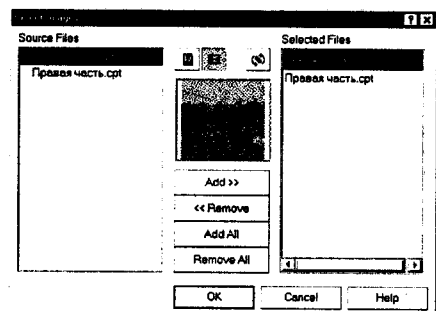 Source Files
Правая часть.cpt
Add >>
<< Remove
Add All
Remove All
Selected Files
Правая часть.cpt
OK
Cancel
Help